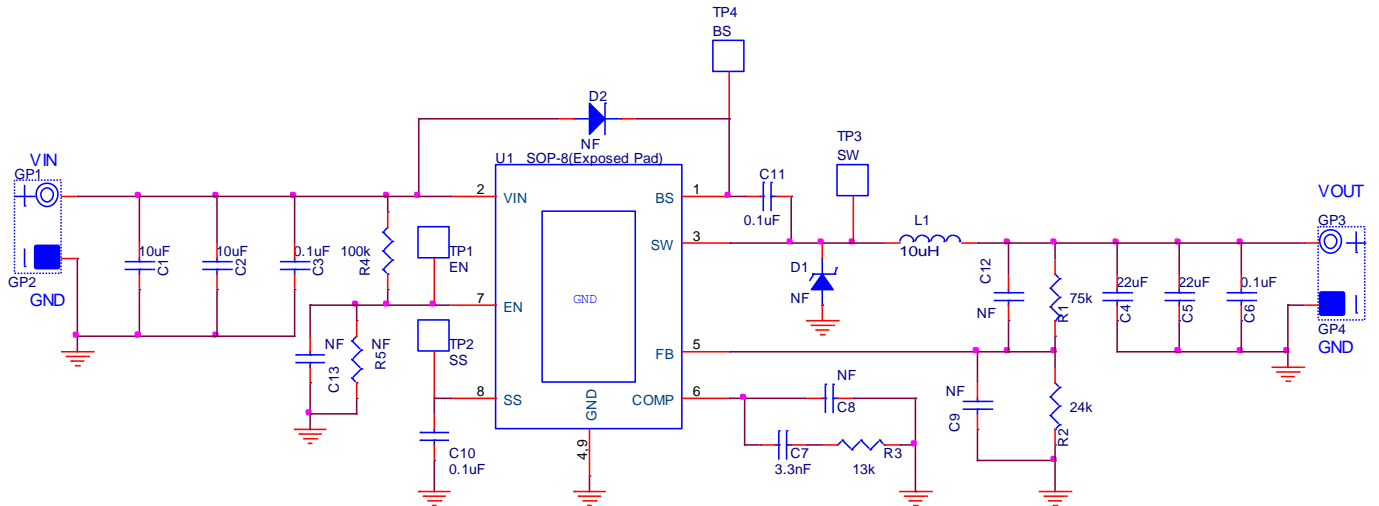 TP4
BS
D2
NF
U1 SOP-8(Exposed Pad)
TP3
SW
VIN
GP1
GP2
GND
10uF
C1
10uF
C2
0.1uF
C3
100k
R4
TP1
EN
TP2
SS
NF
C13
NF
R5
C10
0.1uF
2
VIN
7
EN
8
SS
GND
GND
4,9
BS
1
SW
3
FB
5
COMP
6
C11
0.1uF
D1
NF
L1
10uH
C12
NF
75k
R1
22uF
C4
22uF
C5
0.1uF
C6
VOUT
GP3
GP4
GND
NF
C8
C7
3.3nF
R3
13k
NF
C9
24k
R2